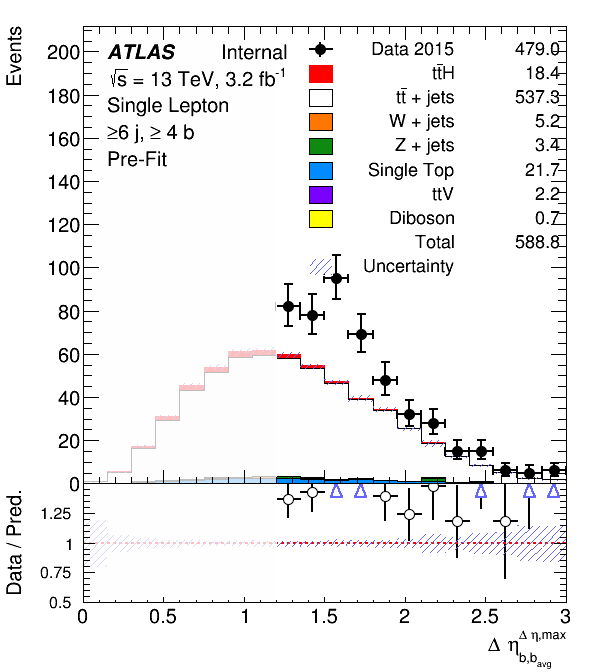 Events
ATLAS Internal
√s = 13 TeV, 3.2 fb-1
Single Lepton
≥6 j, ≥ 4 b
Pre-Fit
Data 2015 479.0
tt̄H 18.4
tt̄ + jets 537.3
W + jets 5.2
Z + jets 3.4
Single Top 21.7
ttV 2.2
Diboson 0.7
Total 588.8
Uncertainty
200
180
160
140
120
100
80
60
40
20
0
Data / Pred.
1.25
1
0.75
0.5
0 0.5 1 1.5 2 2.5 3
Δ η Δ η,max b,b avg